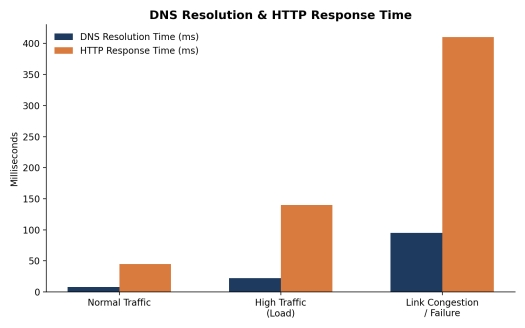 DNS Resolution & HTTP Response Time
DNS Resolution Time (ms)
HTTP Response Time (ms)
Milliseconds
400
350
300
250
200
150
100
50
0
Normal Traffic
High Traffic
(Load)
Link Congestion
/ Failure